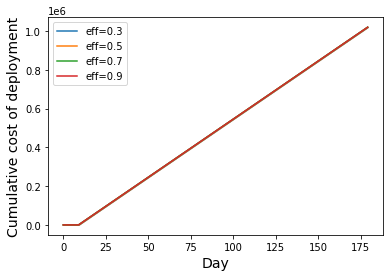 1e6
eff=0.3
eff=0.5
eff=0.7
eff=0.9
1.0
0.8
0.6
0.4
0.2
0.0
Cumulative cost of deployment
0 25 50 75 100 125 150 175
Day